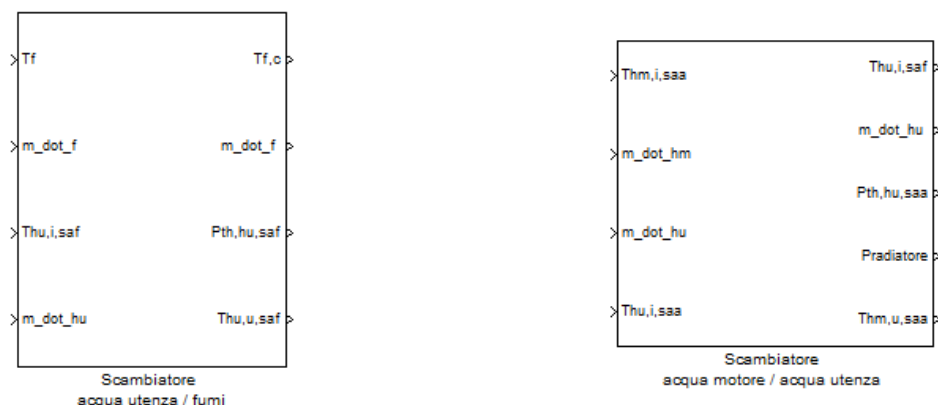 Tf
Tf,c
m_dot_f
m_dot_f
Thu,i,saf
Pth,hu,saf
m_dot_hu
Thu,u,saf
Scambiatore
acqua utenza / fumi
Thm,i,saa
Thu,i,saf
m_dot_hm
m_dot_hu
Pth,hu,saa
m_dot_hu
Pradiatore
Thu,i,saa
Thm,u,saa
Scambiatore
acqua motore / acqua utenza